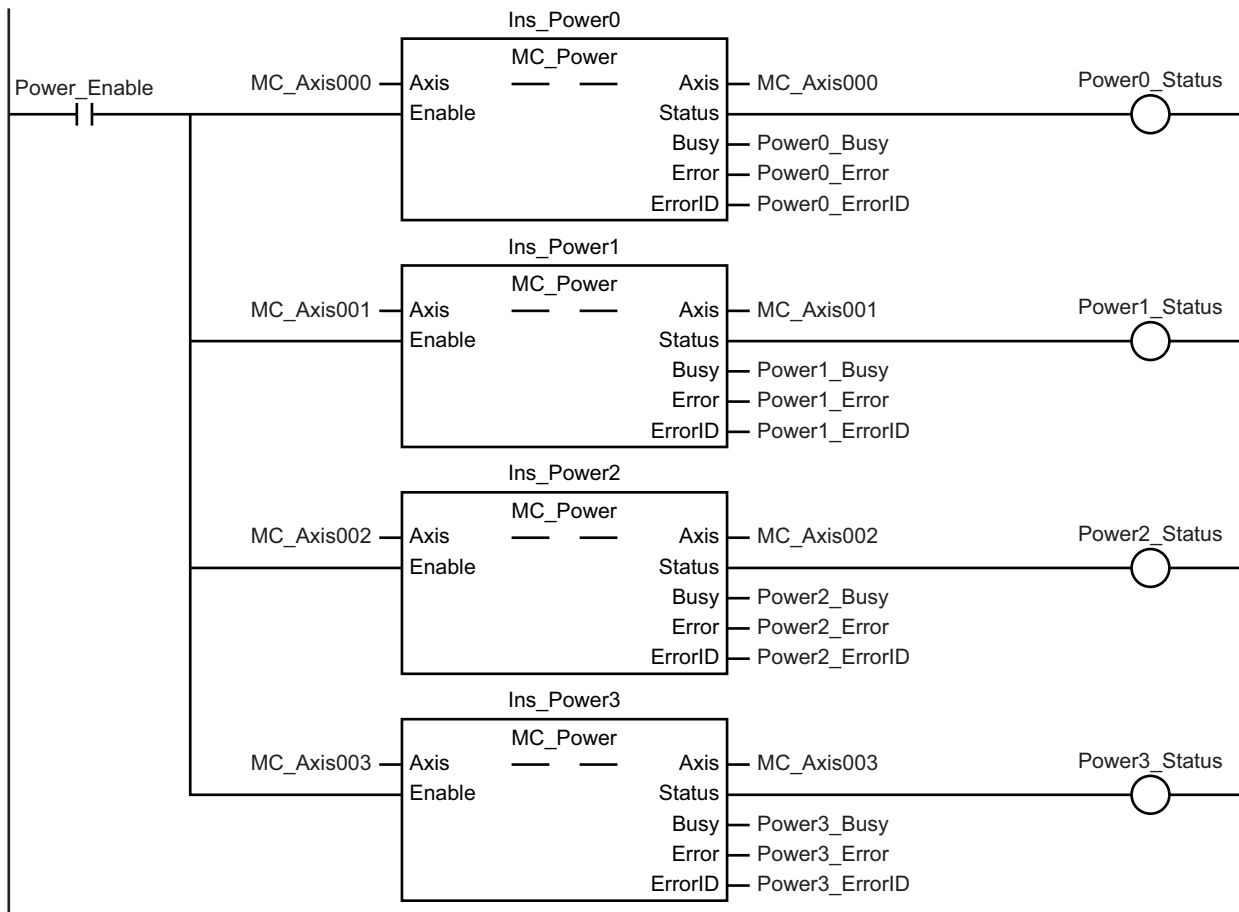 Ins_Power0
MC_Power
Power_Enable
MC_Axis000 Axis Axis MC_Axis000 Power0_Status
Enable Status
Busy Power0_Busy
Error Power0_Error
ErrorID Power0_ErrorID
Ins_Power1
MC_Power
MC_Axis001 Axis Axis MC_Axis001 Power1_Status
Enable Status
Busy Power1_Busy
Error Power1_Error
ErrorID Power1_ErrorID
Ins_Power2
MC_Power
MC_Axis002 Axis Axis MC_Axis002 Power2_Status
Enable Status
Busy Power2_Busy
Error Power2_Error
ErrorID Power2_ErrorID
Ins_Power3
MC_Power
MC_Axis003 Axis Axis MC_Axis003 Power3_Status
Enable Status
Busy Power3_Busy
Error Power3_Error
ErrorID Power3_ErrorID